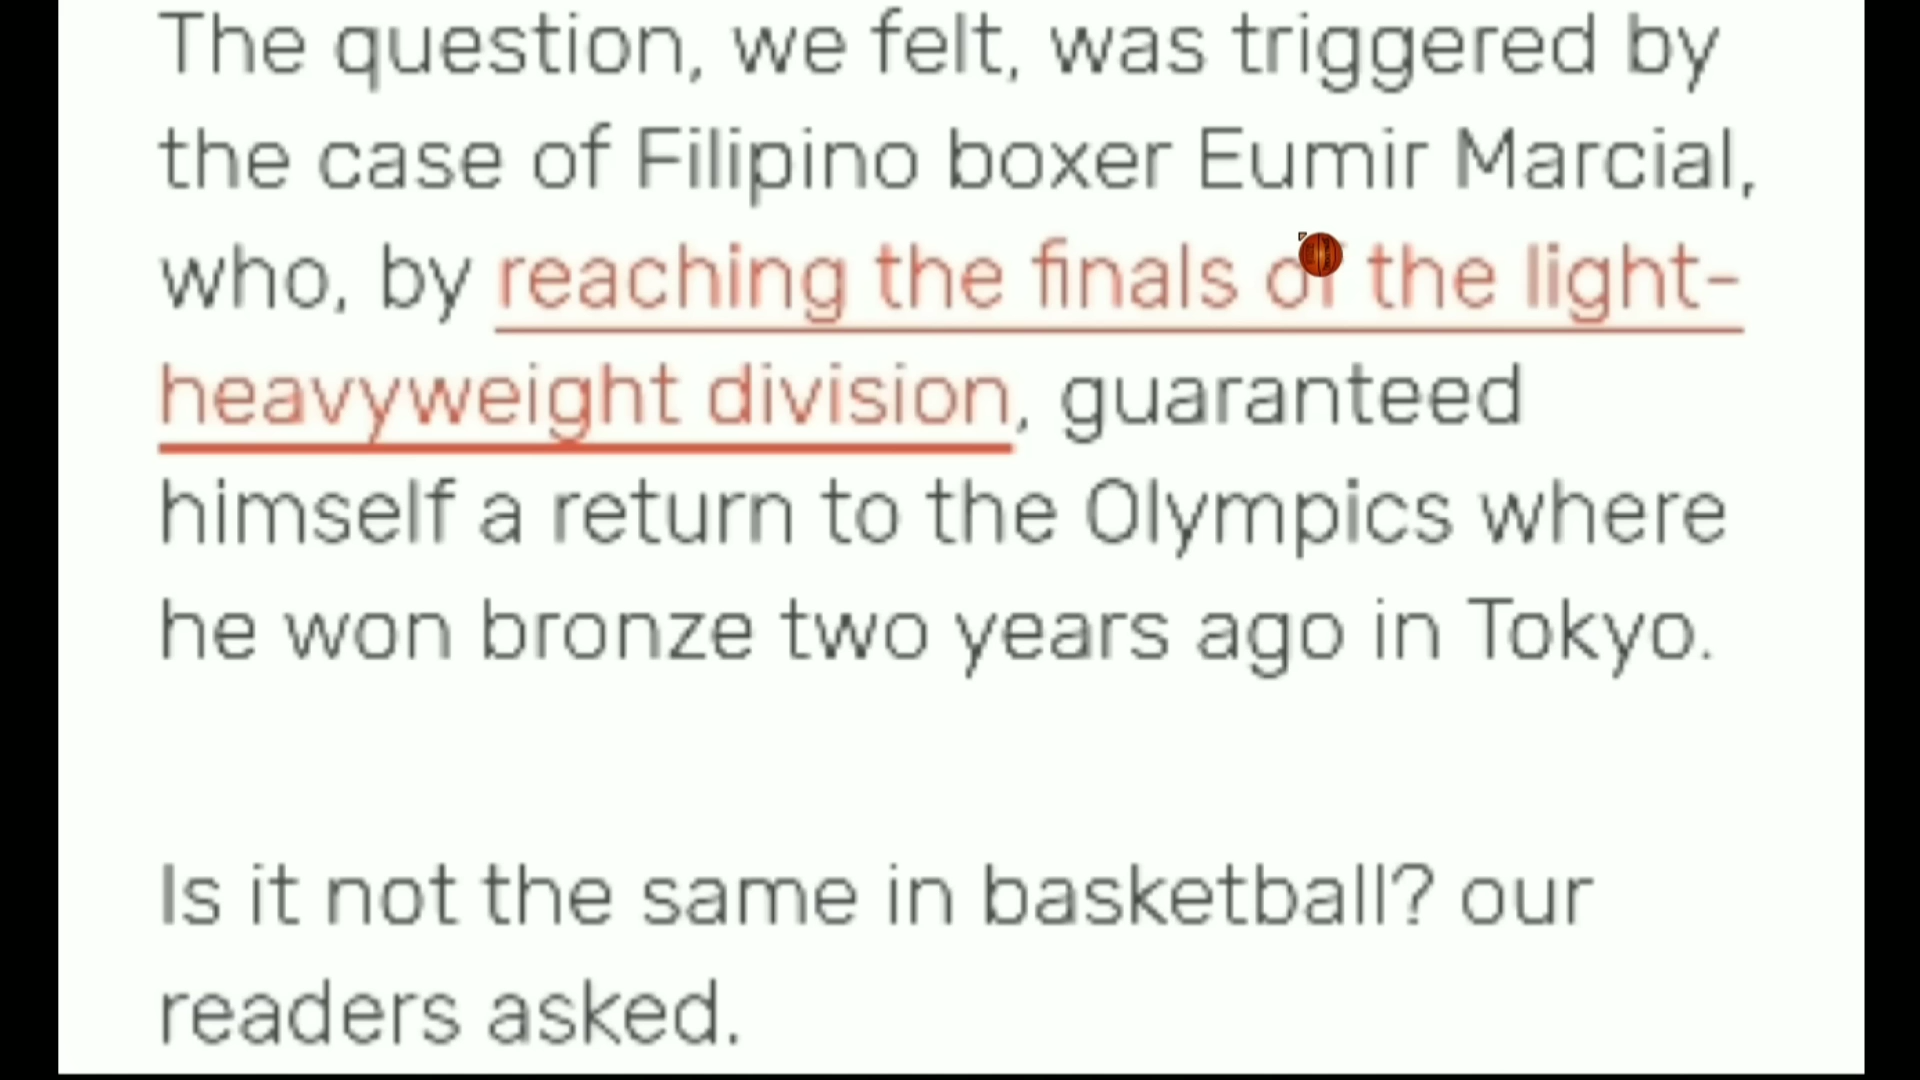 The question, we felt, was triggered by
the case of Filipino boxer Eumir Marcial,
who, by reaching the finals of the light-
heavyweight division, guaranteed
himself a return to the Olympics where
he won bronze two years ago in Tokyo.
Is it not the same in basketball? our
readers asked.